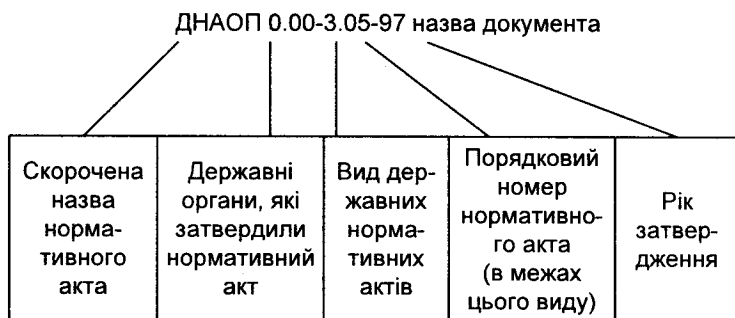 ДНАОП 0.00-3.05-97 назва документа
Скорочена
назва
норма-
тивного
акта
Державні
органи, які
затвердили
нормативний
акт
Вид дер-
жавних
норма-
тивних
актів
Порядковий
номер
нормативно-
го акта
(в межах
цього виду)
Рік
затвер-
дження